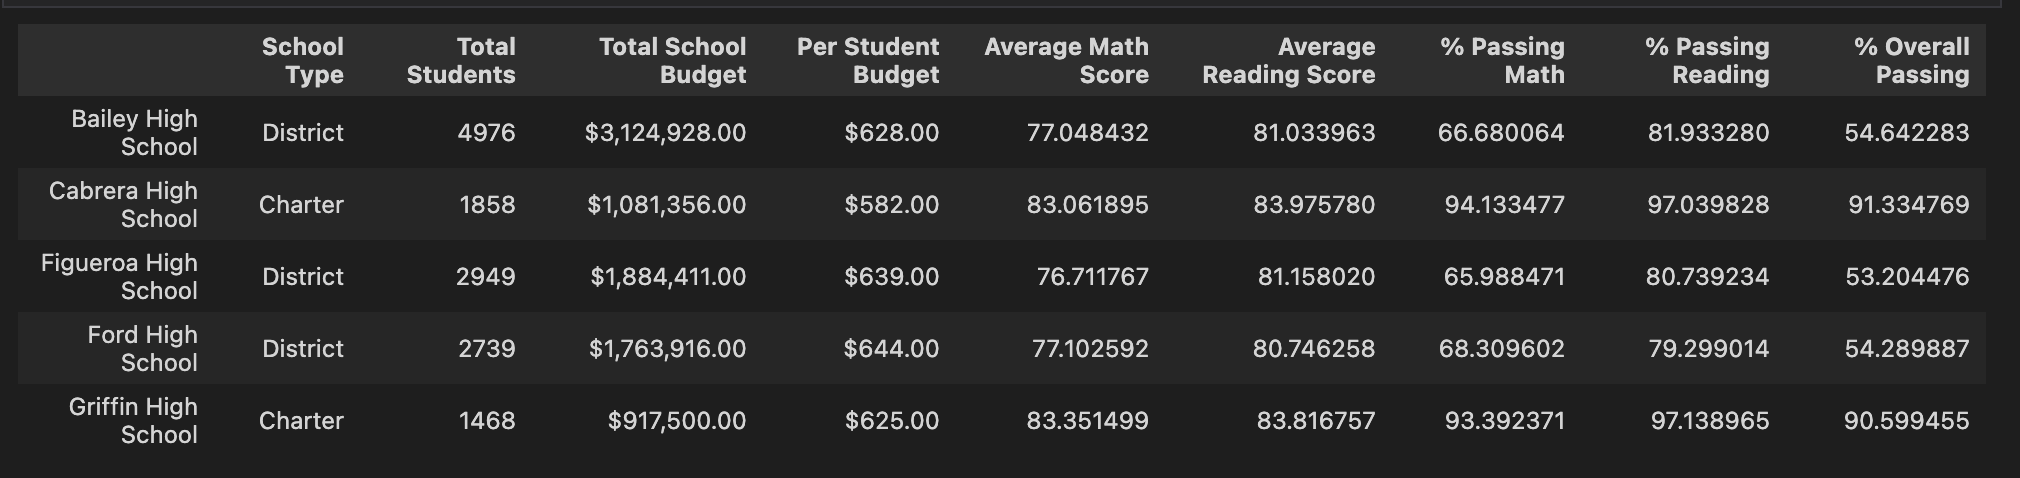 School Type Total Students Total School Budget Per Student Budget Average Math Score Average Reading Score % Passing Math % Passing Reading % Overall Passing
Bailey High School District 4976 $3,124,928.00 $628.00 77.048432 81.033963 66.680064 81.933280 54.642283
Cabrera High School Charter 1858 $1,081,356.00 $582.00 83.061895 83.975780 94.133477 97.039828 91.334769
Figueroa High School District 2949 $1,884,411.00 $639.00 76.711767 81.158020 65.988471 80.739234 53.204476
Ford High School District 2739 $1,763,916.00 $644.00 77.102592 80.746258 68.309602 79.299014 54.289887
Griffin High School Charter 1468 $917,500.00 $625.00 83.351499 83.816757 93.392371 97.138965 90.599455